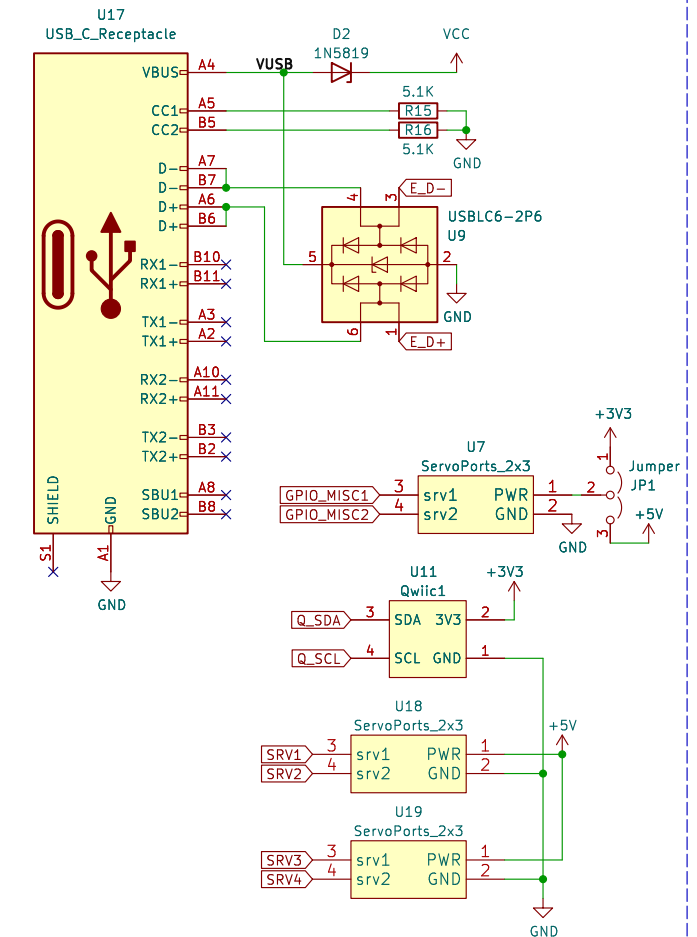 U17
USB_C_Receptacle
VBUS A4
CC1 A5
CC2 B5
D- A7
D- B7
D+ A6
D+ B6
RX1- B10
RX1+ B11
TX1- A3
TX1+ A2
RX2- A10
RX2+ A11
TX2- B3
TX2+ B2
SBU1 A8
SBU2 B8
SHIELD
GND
S1
A1
GND
VUSB
D2
1N5819
VCC
5.1K
R15
R16
5.1K
GND
4
3
E_D-
USBLC6-2P6
U9
5
2
GND
6
1
E_D+
U7
ServoPorts_2x3
GPIO_MISC1 3 srv1 PWR 1
GPIO_MISC2 4 srv2 GND 2
GND
+3V3
1
Jumper
JP1
2
3
+5V
U11
Qwiic1
+3V3
Q_SDA 3 SDA 3V3 2
Q_SCL 4 SCL GND 1
U18
ServoPorts_2x3
+5V
SRV1 3 srv1 PWR 1
SRV2 4 srv2 GND 2
U19
ServoPorts_2x3
SRV3 3 srv1 PWR 1
SRV4 4 srv2 GND 2
GND